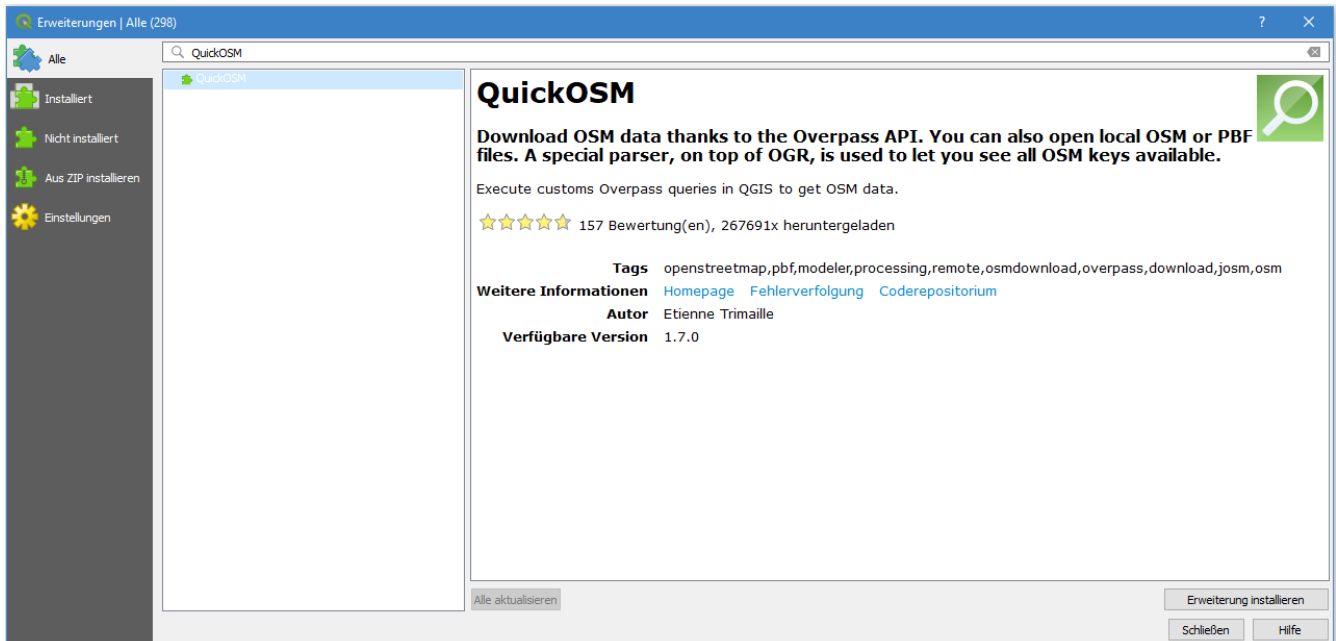 Erweiterungen | Alle (298)
?
Alle
Installiert
Nicht installiert
Aus ZIP installieren
Einstellungen
QuickOSM
QuickOSM
QuickOSM
Download OSM data thanks to the Overpass API. You can also open local OSM or PBF
files. A special parser, on top of OGR, is used to let you see all OSM keys available.
Execute customs Overpass queries in QGIS to get OSM data.
157 Bewertung(en), 267691x heruntergeladen
Tags openstreetmap,pbf,modeler,processing,remote,osmdownload,overpass,download,josm,osm
Weitere Informationen Homepage Fehlerverfolgung Coderepositorium
Autor Etienne Trimaille
Verfügbare Version 1.7.0
Alle aktualisieren
Erweiterung installieren
Schließen Hilfe